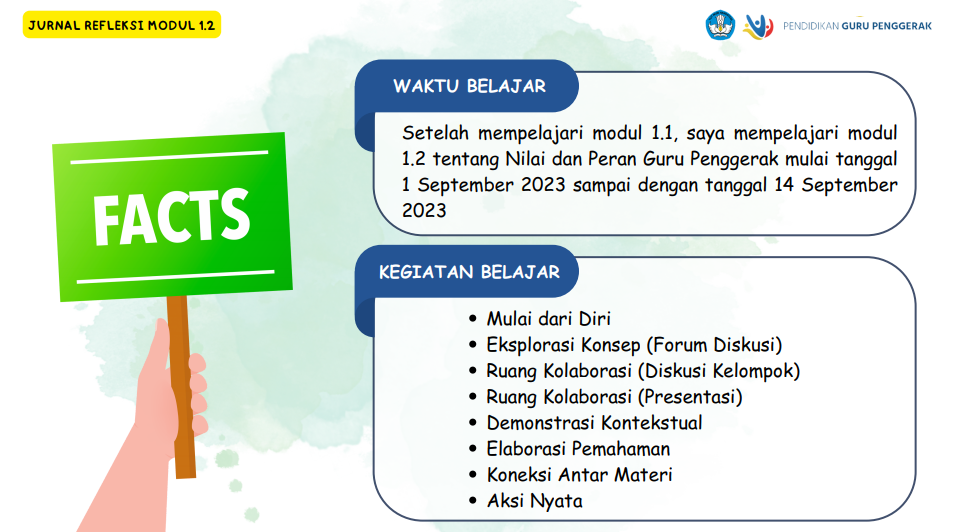 JURNAL REFLEKSI MODUL 1.2
PENDIDIKAN GURU PENGGERAK
FACTS
WAKTU BELAJAR
Setelah mempelajari modul 1.1, saya mempelajari modul
1.2 tentang Nilai dan Peran Guru Penggerak mulai tanggal
1 September 2023 sampai dengan tanggal 14 September
2023
KEGIATAN BELAJAR
• Mulai dari Diri
• Eksplorasi Konsep (Forum Diskusi)
• Ruang Kolaborasi (Diskusi Kelompok)
• Ruang Kolaborasi (Presentasi)
• Demonstrasi Kontekstual
• Elaborasi Pemahaman
• Koneksi Antar Materi
• Aksi Nyata